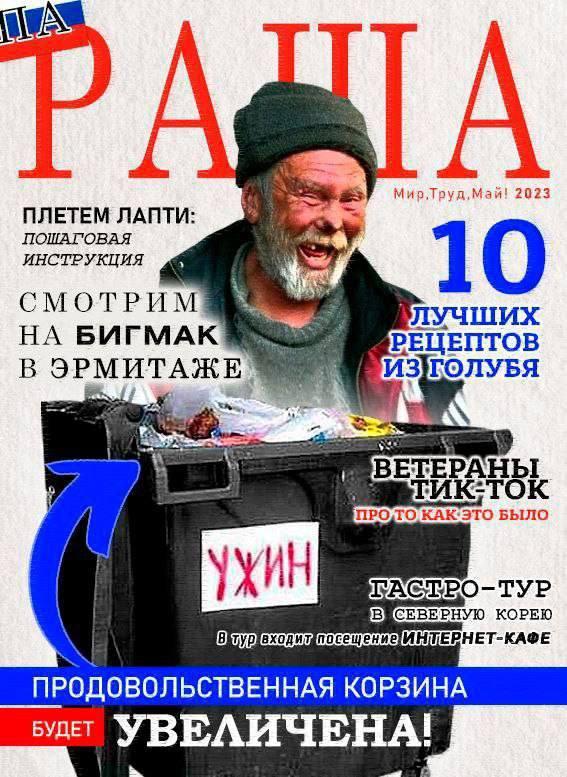 РАША
Мир,Труд,Май! 2023
ПЛЕТЕМ ЛАПТИ:
ПОШАГОВАЯ
ИНСТРУКЦИЯ
10
ЛУЧШИХ
РЕЦЕПТОВ
ИЗ ГОЛУБЯ
СМОТРИМ
НА БИГМАК
В ЭРМИТАЖЕ
ВЕТЕРАНЫ
ТИК-ТОК
ПРО ТО КАК ЭТО БЫЛО
УЖИН
ГАСТРО-ТУР
В СЕВЕРНУЮ КОРЕЮ
В тур входит посещение ИНТЕРНЕТ-КАФЕ
ПРОДОВОЛЬСТВЕННАЯ КОРЗИНА
БУДЕТ УВЕЛИЧЕНА!